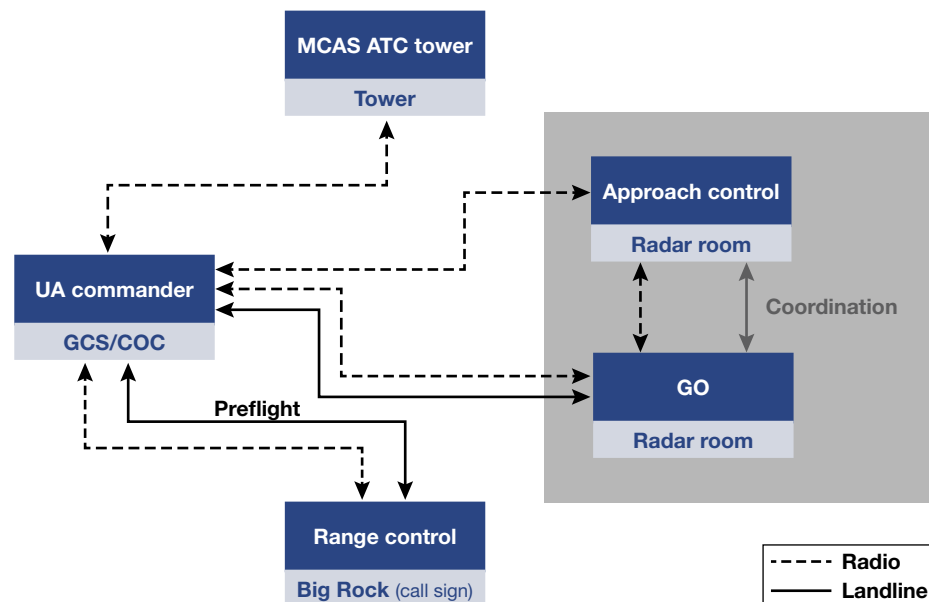 MCAS ATC tower
Tower
Approach control
Radar room
UA commander
GCS/COC
Coordination
GO
Radar room
Preflight
Range control
Big Rock (call sign)
Radio
Landline